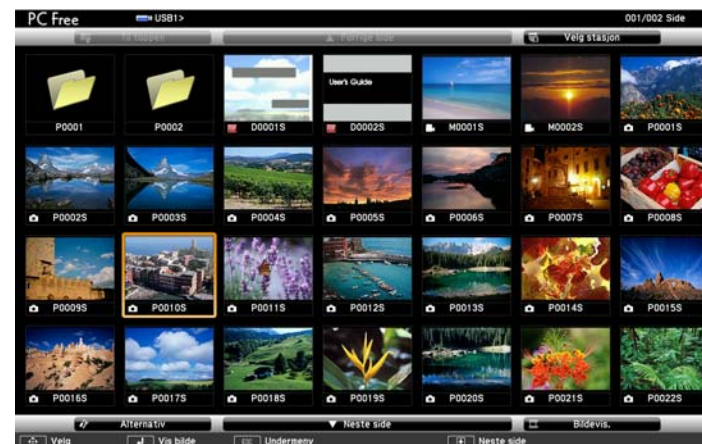 PC Free USB1> 001/002 Side
Til toppen ▲ Forrige side Velg stasjon
User's Guide
P0001 P0002 D0001S D0002S M0001S M0002S P0001S
P0002S P0003S P0004S P0005S P0006S P0007S P0008S
P0009S P0010S P0011S P0012S P0013S P0014S P0015S
P0016S P0017S P0018S P0019S P0020S P0021S P0022S
Alternativ ▼ Neste side Bildevis.
Velg Vis bilde ESC Undermeny Neste side